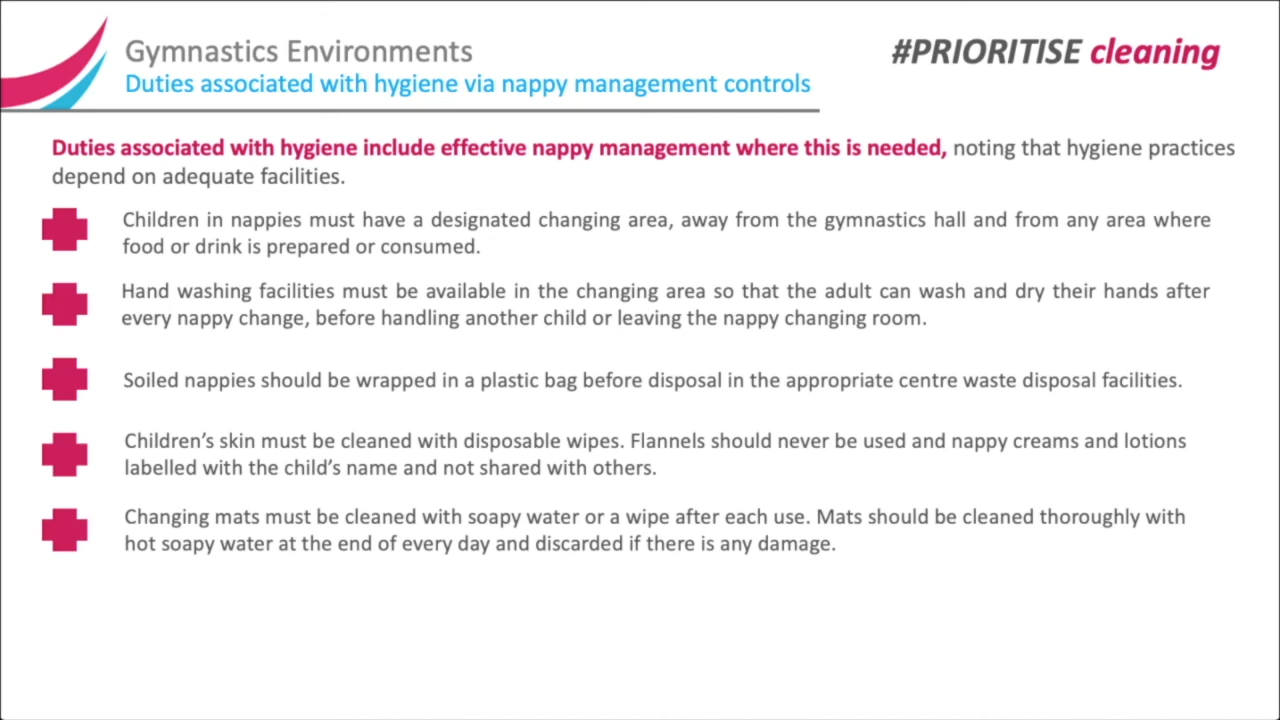 Gymnastics Environments
#PRIORITISE cleaning
Duties associated with hygiene via nappy management controls
Duties associated with hygiene include effective nappy management where this is needed, noting that hygiene practices
depend on adequate facilities.
Children in nappies must have a designated changing area, away from the gymnastics hall and from any area where
food or drink is prepared or consumed.
Hand washing facilities must be available in the changing area so that the adult can wash and dry their hands after
every nappy change, before handling another child or leaving the nappy changing room.
Soiled nappies should be wrapped in a plastic bag before disposal in the appropriate centre waste disposal facilities.
Children’s skin must be cleaned with disposable wipes. Flannels should never be used and nappy creams and lotions
labelled with the child’s name and not shared with others.
Changing mats must be cleaned with soapy water or a wipe after each use. Mats should be cleaned thoroughly with
hot soapy water at the end of every day and discarded if there is any damage.